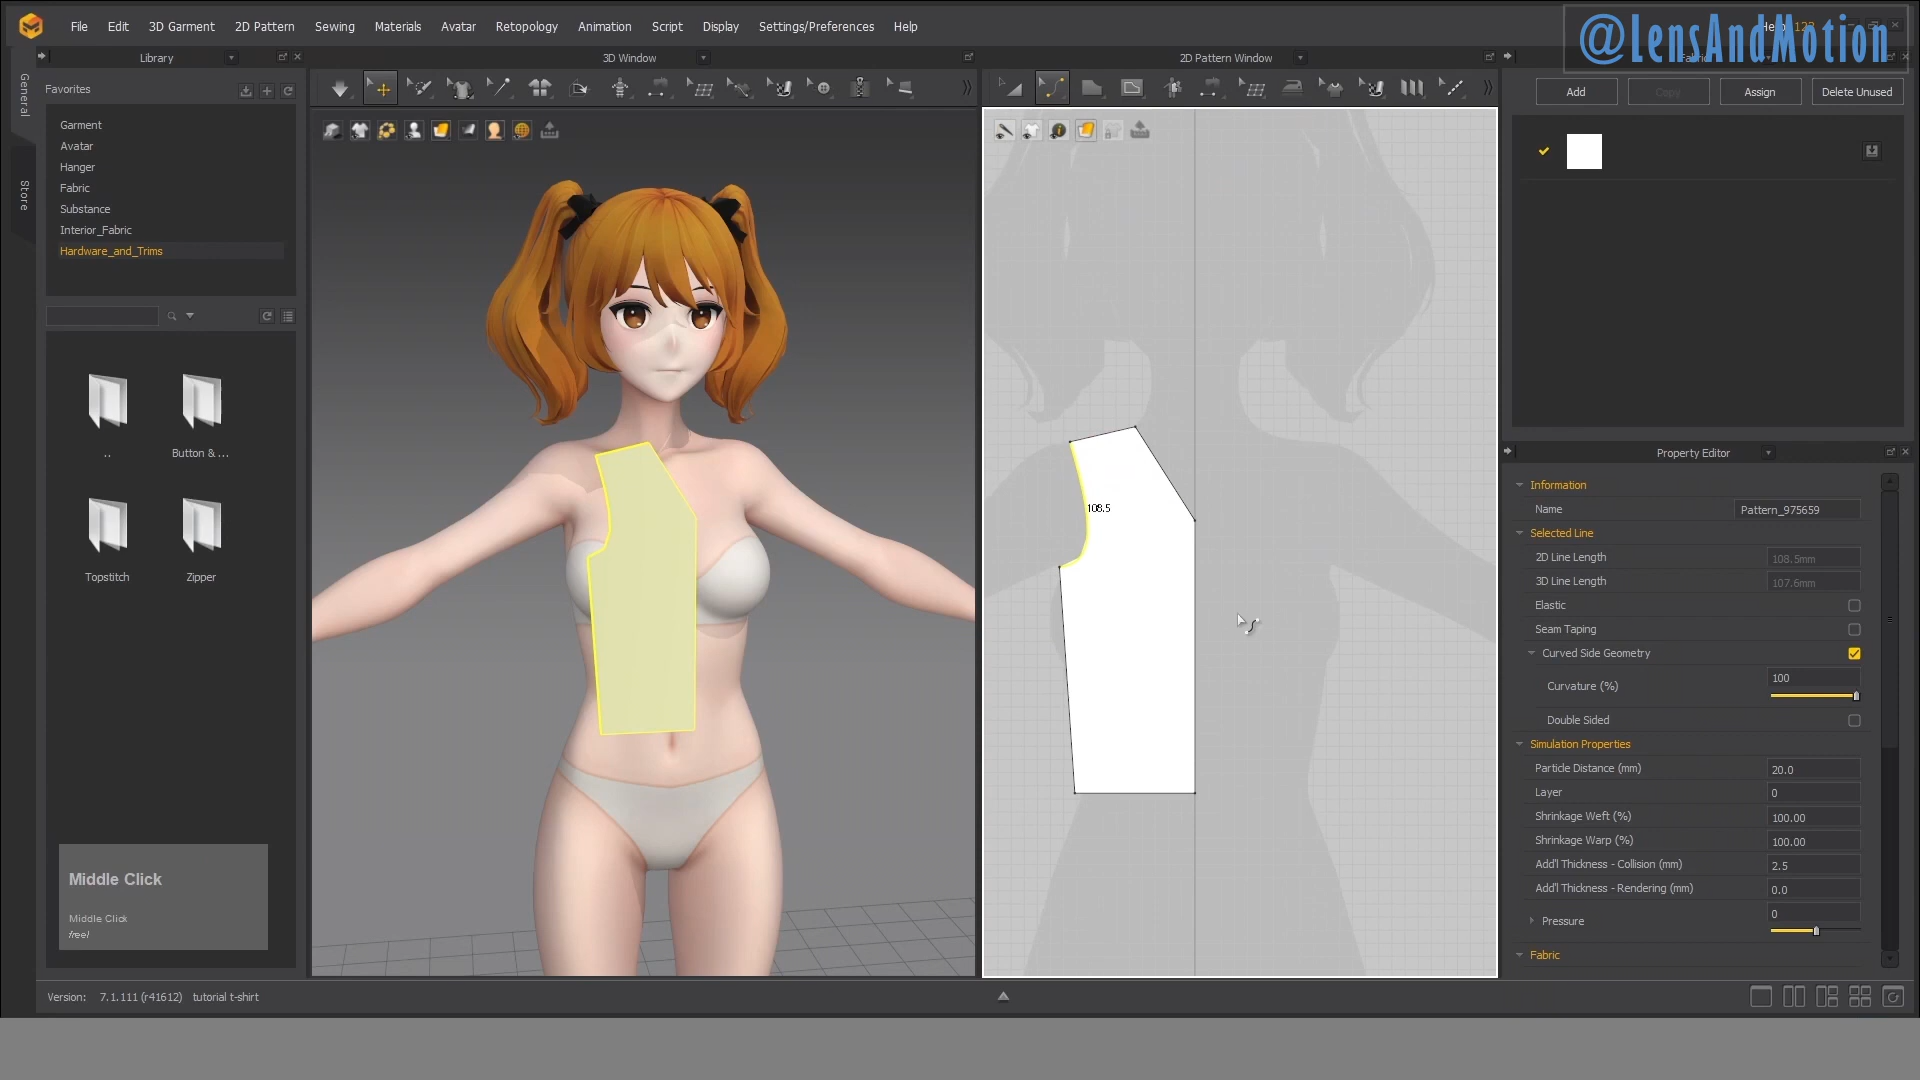 File Edit 3D Garment 2D Pattern Sewing Materials Avatar Retopology Animation Script Display Settings/Preferences Help
@LensAndMotion
Library
3D Window
2D Pattern Window
General
Store
Favorites
Garment
Avatar
Hanger
Fabric
Substance
Interior_Fabric
Hardware_and_Trims
..
Button & ...
Topstitch
Zipper
Middle Click
Middle Click
free!
108.5
Add Copy Assign Delete Unused
Property Editor
Information
Name Pattern_975659
Selected Line
2D Line Length 108.5mm
3D Line Length 107.6mm
Elastic
Seam Taping
Curved Side Geometry
Curvature (%) 100
Double Sided
Simulation Properties
Particle Distance (mm) 20.0
Layer 0
Shrinkage Weft (%) 100.00
Shrinkage Warp (%) 100.00
Add'l Thickness - Collision (mm) 2.5
Add'l Thickness - Rendering (mm) 0.0
Pressure 0
Fabric
Version: 7.1.111 (r41612) tutorial t-shirt